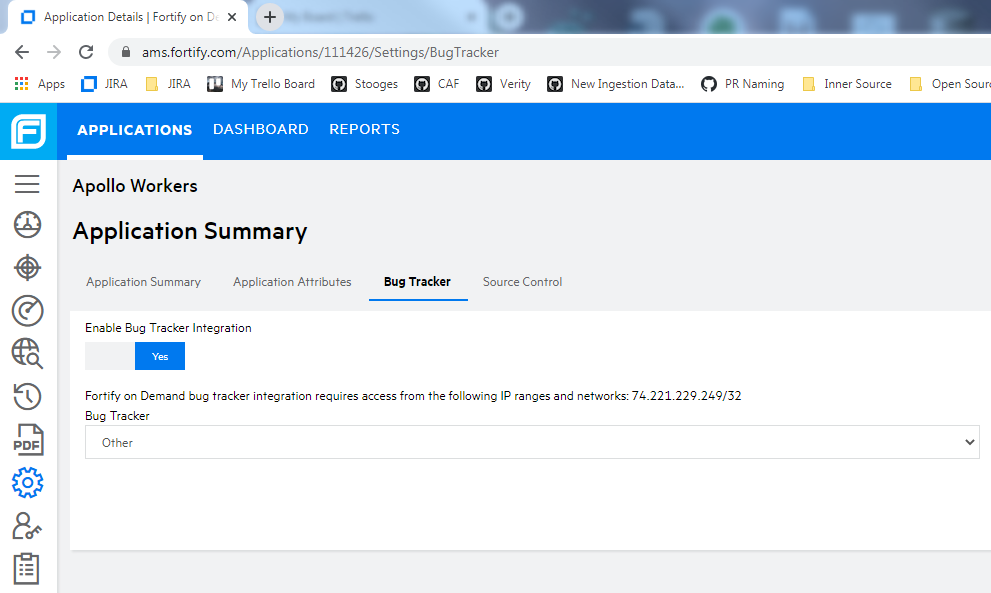 Application Details | Fortify on De
My Board | Trello
ams.fortify.com/Applications/111426/Settings/BugTracker
Apps JIRA JIRA My Trello Board Stooges CAF Verity New Ingestion Data... PR Naming Inner Source Open Sourc
APPLICATIONS DASHBOARD REPORTS
Apollo Workers
Application Summary
Application Summary Application Attributes Bug Tracker Source Control
Enable Bug Tracker Integration
Yes
Fortify on Demand bug tracker integration requires access from the following IP ranges and networks: 74.221.229.249/32
Bug Tracker
Other
PDF